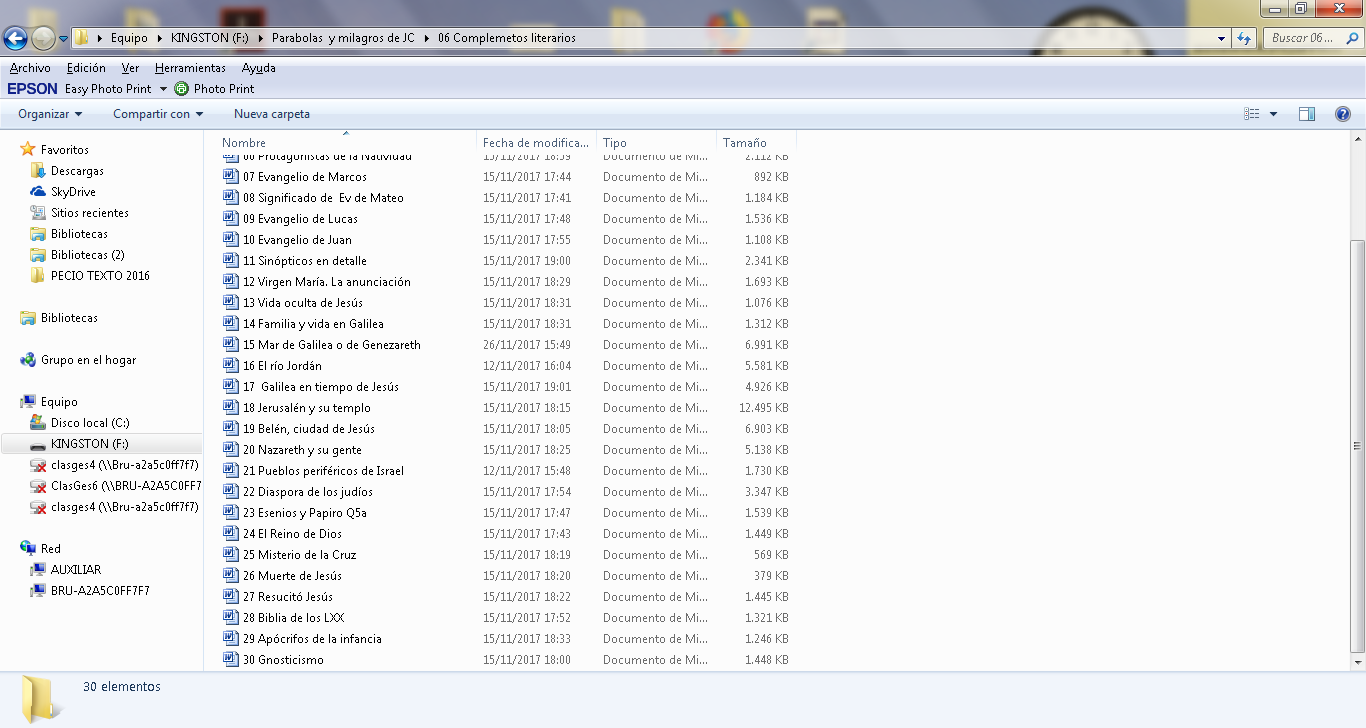 Equipo KINGSTON (F:) Parabolas y milagros de JC 06 Complemetos literarios Buscar 06 ...
Archivo Edición Ver Herramientas Ayuda
EPSON Easy Photo Print Photo Print
Organizar Compartir con Nueva carpeta
Favoritos
Descargas
SkyDrive
Sitios recientes
Bibliotecas
Bibliotecas (2)
PECIO TEXTO 2016
Bibliotecas
Grupo en el hogar
Equipo
Disco local (C:)
KINGSTON (F:)
clasges4 (\\Bru-a2a5c0ff7f7)
ClasGes6 (\\BRU-A2A5C0FF7
clasges4 (\\Bru-a2a5c0ff7f7)
Red
AUXILIAR
BRU-A2A5C0FF7F7
Nombre Fecha de modifica... Tipo Tamaño
06 Protagonistas de la Natividad 15/11/2017 18:39 Documento de Mi... 2.112 KB
07 Evangelio de Marcos 15/11/2017 17:44 Documento de Mi... 892 KB
08 Significado de Ev de Mateo 15/11/2017 17:41 Documento de Mi... 1.184 KB
09 Evangelio de Lucas 15/11/2017 17:48 Documento de Mi... 1.536 KB
10 Evangelio de Juan 15/11/2017 17:55 Documento de Mi... 1.108 KB
11 Sinópticos en detalle 15/11/2017 19:00 Documento de Mi... 2.341 KB
12 Virgen María. La anunciación 15/11/2017 18:29 Documento de Mi... 1.693 KB
13 Vida oculta de Jesús 15/11/2017 18:31 Documento de Mi... 1.076 KB
14 Familia y vida en Galilea 15/11/2017 18:31 Documento de Mi... 1.312 KB
15 Mar de Galilea o de Genezareth 26/11/2017 15:49 Documento de Mi... 6.991 KB
16 El río Jordán 12/11/2017 16:04 Documento de Mi... 5.581 KB
17 Galilea en tiempo de Jesús 15/11/2017 19:01 Documento de Mi... 4.926 KB
18 Jerusalén y su templo 15/11/2017 18:15 Documento de Mi... 12.495 KB
19 Belén, ciudad de Jesús 15/11/2017 18:05 Documento de Mi... 6.903 KB
20 Nazareth y su gente 15/11/2017 18:25 Documento de Mi... 5.138 KB
21 Pueblos periféricos de Israel 12/11/2017 15:48 Documento de Mi... 1.730 KB
22 Diaspora de los judíos 15/11/2017 17:54 Documento de Mi... 3.347 KB
23 Esenios y Papiro Q5a 15/11/2017 17:47 Documento de Mi... 1.539 KB
24 El Reino de Dios 15/11/2017 17:43 Documento de Mi... 1.449 KB
25 Misterio de la Cruz 15/11/2017 18:19 Documento de Mi... 569 KB
26 Muerte de Jesús 15/11/2017 18:20 Documento de Mi... 379 KB
27 Resucitó Jesús 15/11/2017 18:22 Documento de Mi... 1.445 KB
28 Biblia de los LXX 15/11/2017 17:52 Documento de Mi... 1.321 KB
29 Apócrifos de la infancia 15/11/2017 18:33 Documento de Mi... 1.246 KB
30 Gnosticismo 15/11/2017 18:00 Documento de Mi... 1.448 KB
30 elementos